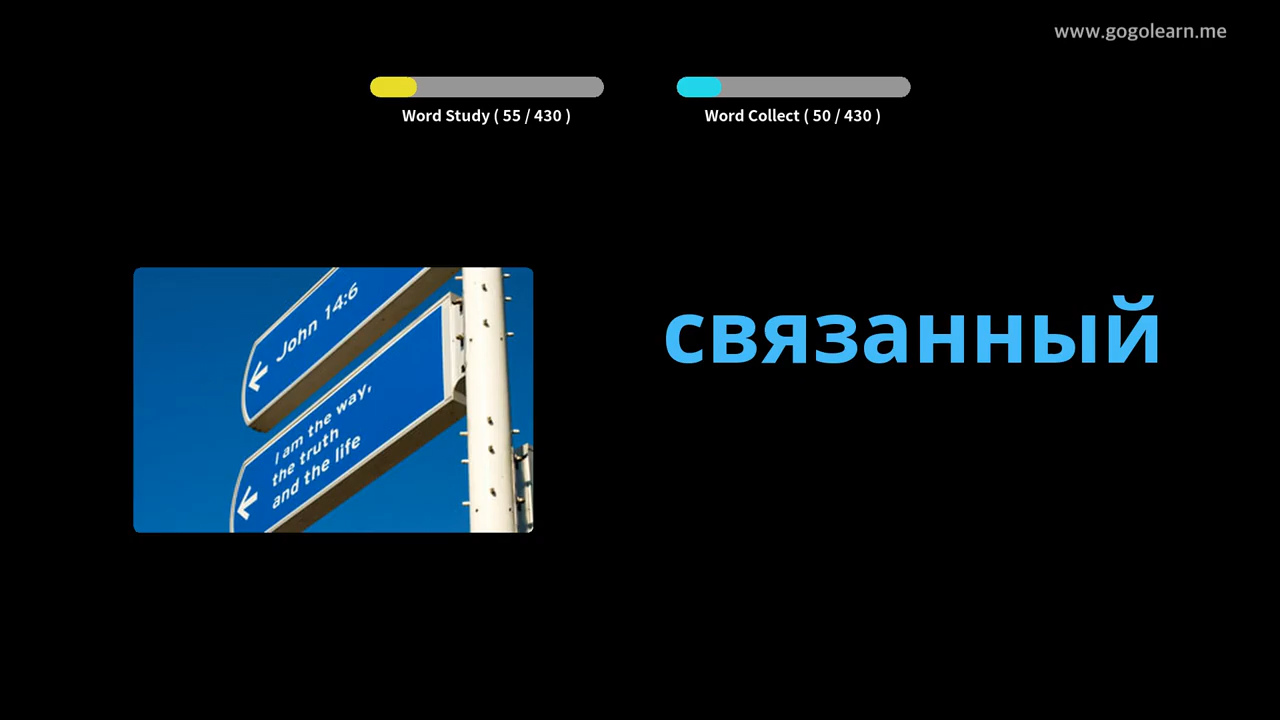 www.gogolearn.me
Word Study ( 55 / 430 )
Word Collect ( 50 / 430 )
John 14:6
I am the way,
the truth
and the life
связанный